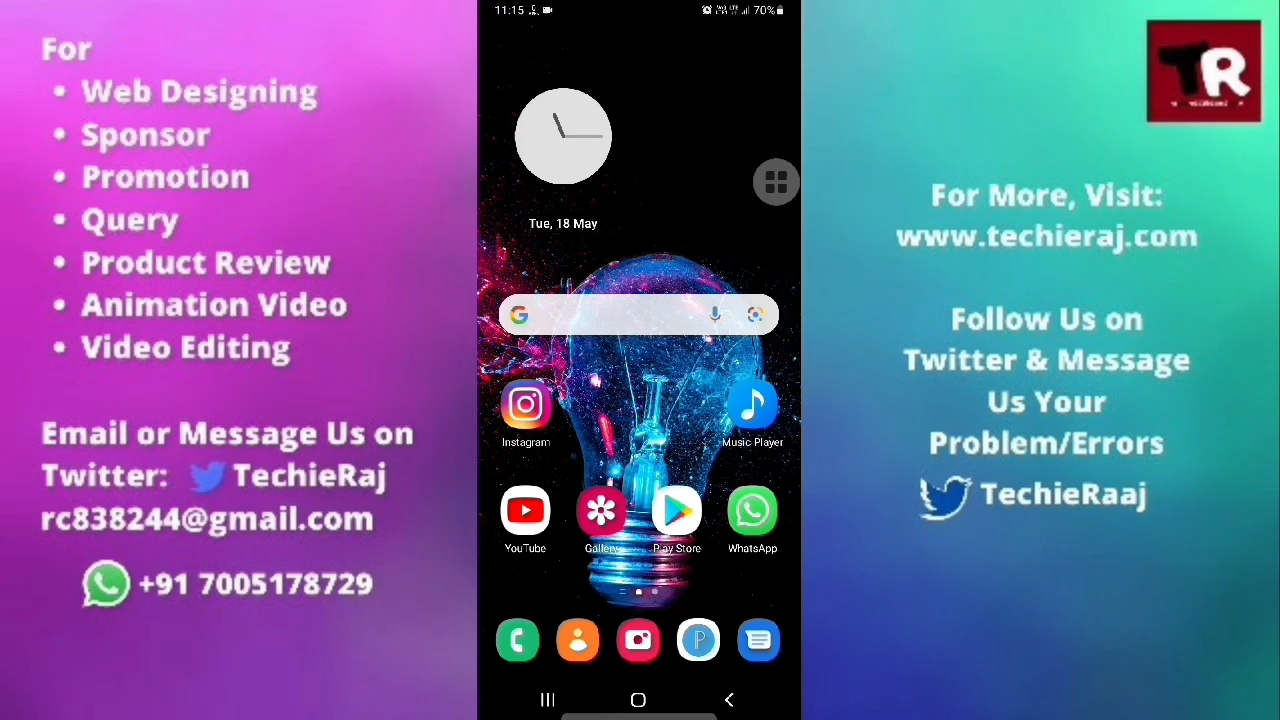 For
• Web Designing
• Sponsor
• Promotion
• Query
• Product Review
• Animation Video
• Video Editing
Email or Message Us on
Twitter: TechieRaj
rc838244@gmail.com
+91 7005178729
11:15
70%
Tue, 18 May
G
Instagram
Music Player
YouTube
Gallery
Play Store
WhatsApp
TR
For More, Visit:
www.techieraj.com
Follow Us on
Twitter & Message
Us Your
Problem/Errors
TechieRaaj